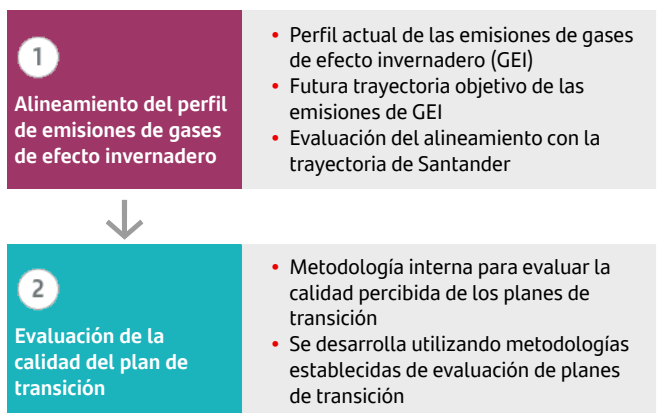 1
Alineamiento del perfil
de emisiones de gases
de efecto invernadero
• Perfil actual de las emisiones de gases
de efecto invernadero (GEI)
• Futura trayectoria objetivo de las
emisiones de GEI
• Evaluación del alineamiento con la
trayectoria de Santander
2
Evaluación de la
calidad del plan de
transición
• Metodología interna para evaluar la
calidad percibida de los planes de
transición
• Se desarrolla utilizando metodologías
establecidas de evaluación de planes
de transición